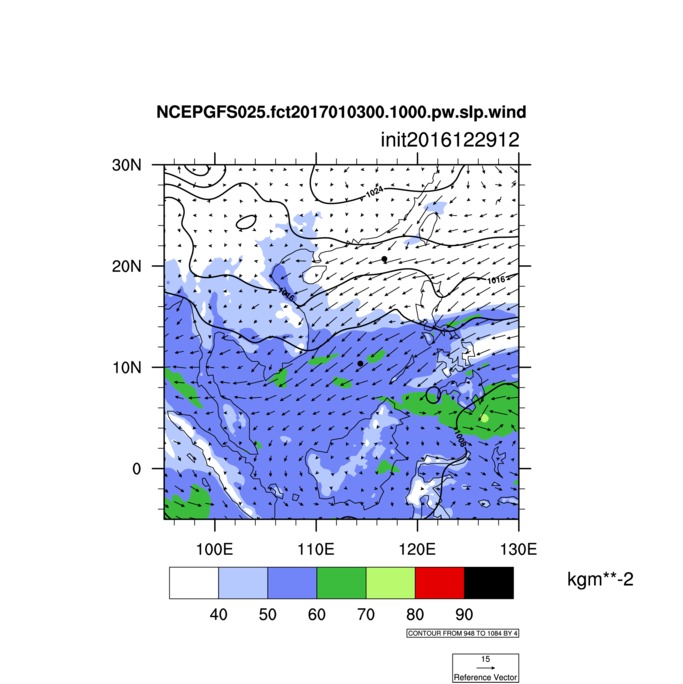 NCEPGFS025.fct2017010300.1000.pw.slp.wind
init2016122912
30N
1024
20N
1016
1016
10N
1008
0
100E 110E 120E 130E
kgm**-2
40 50 60 70 80 90
CONTOUR FROM 948 TO 1084 BY 4
15
Reference Vector